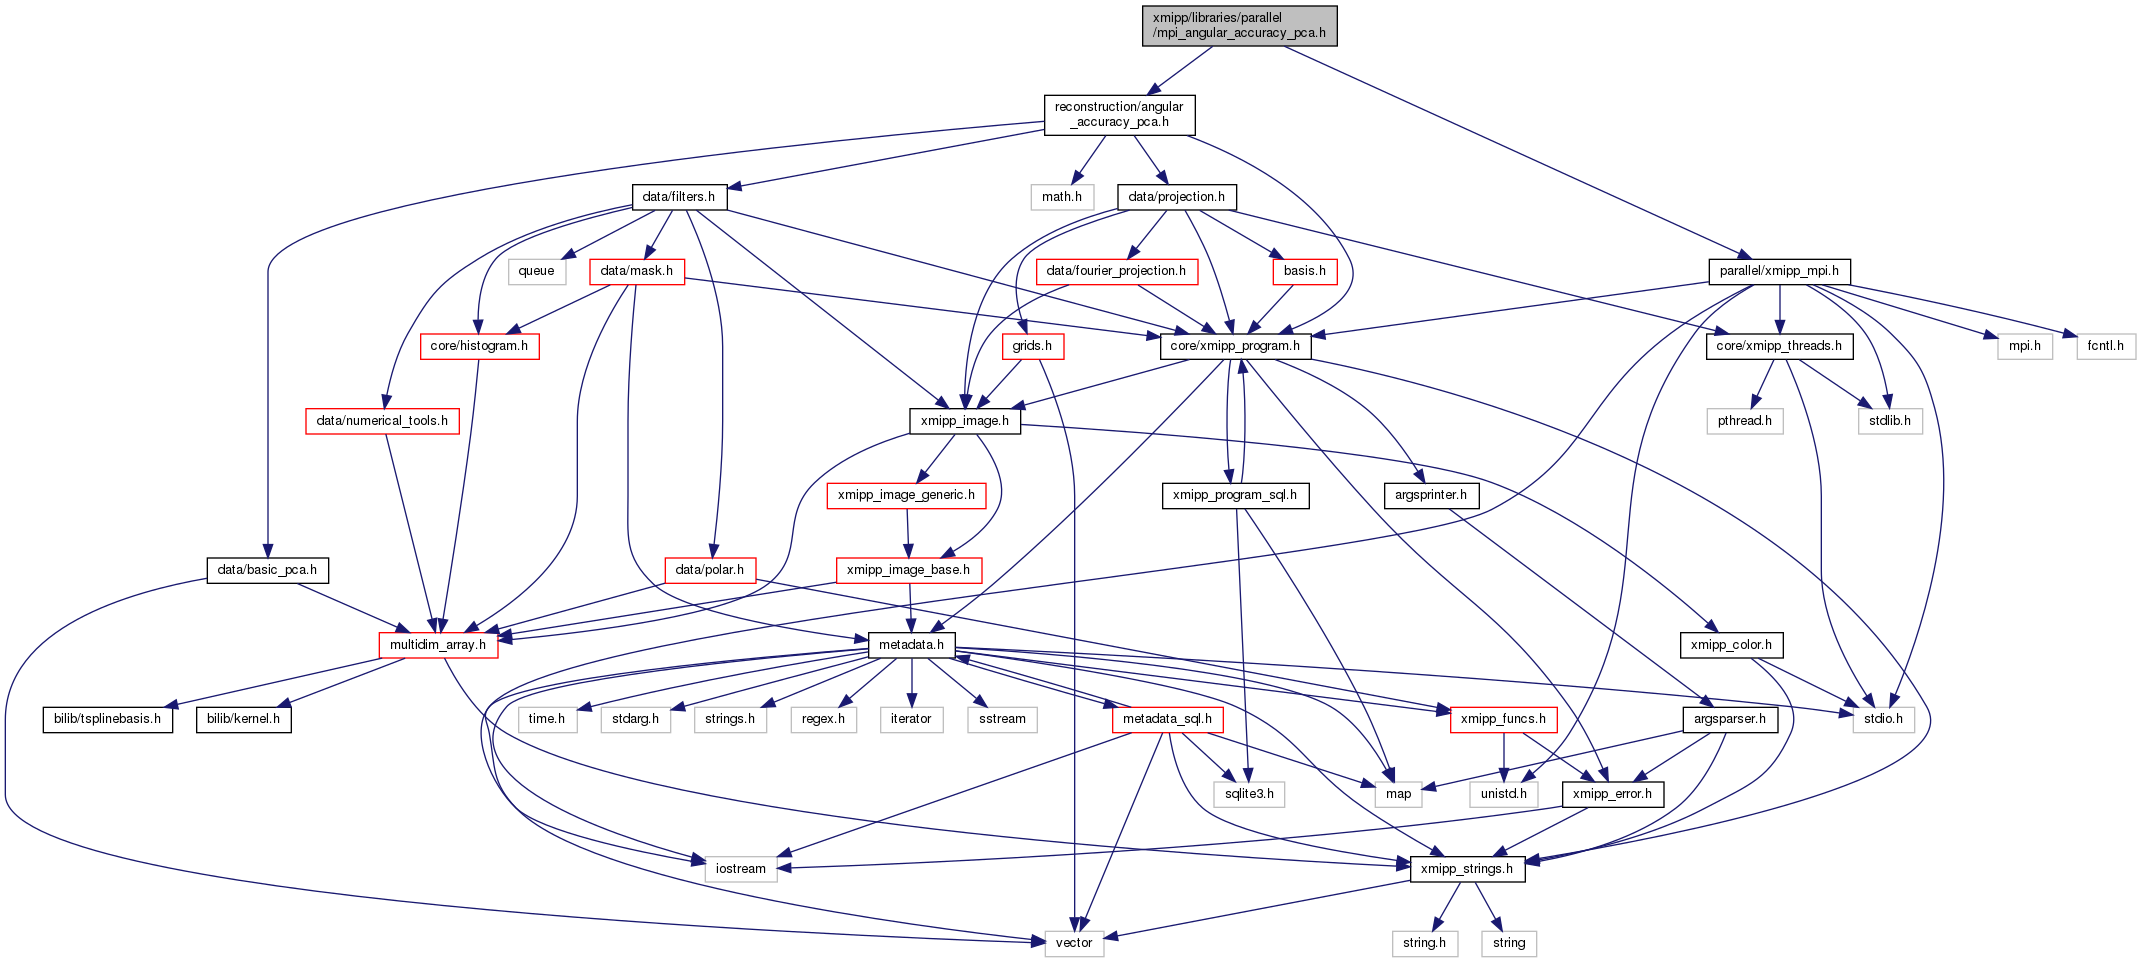 xmipp/libraries/parallel
/mpi_angular_accuracy_pca.h
reconstruction/angular
_accuracy_pca.h
data/filters.h
math.h
data/projection.h
queue
data/mask.h
data/fourier_projection.h
basis.h
parallel/xmipp_mpi.h
core/histogram.h
grids.h
core/xmipp_program.h
core/xmipp_threads.h
mpi.h
fcntl.h
data/numerical_tools.h
xmipp_image.h
pthread.h
stdlib.h
xmipp_image_generic.h
xmipp_program_sql.h
argsprinter.h
data/basic_pca.h
data/polar.h
xmipp_image_base.h
multidim_array.h
metadata.h
xmipp_color.h
bilib/tsplinebasis.h
bilib/kernel.h
time.h
stdarg.h
strings.h
regex.h
iterator
sstream
metadata_sql.h
xmipp_funcs.h
argsparser.h
stdio.h
sqlite3.h
map
unistd.h
xmipp_error.h
iostream
xmipp_strings.h
vector
string.h
string